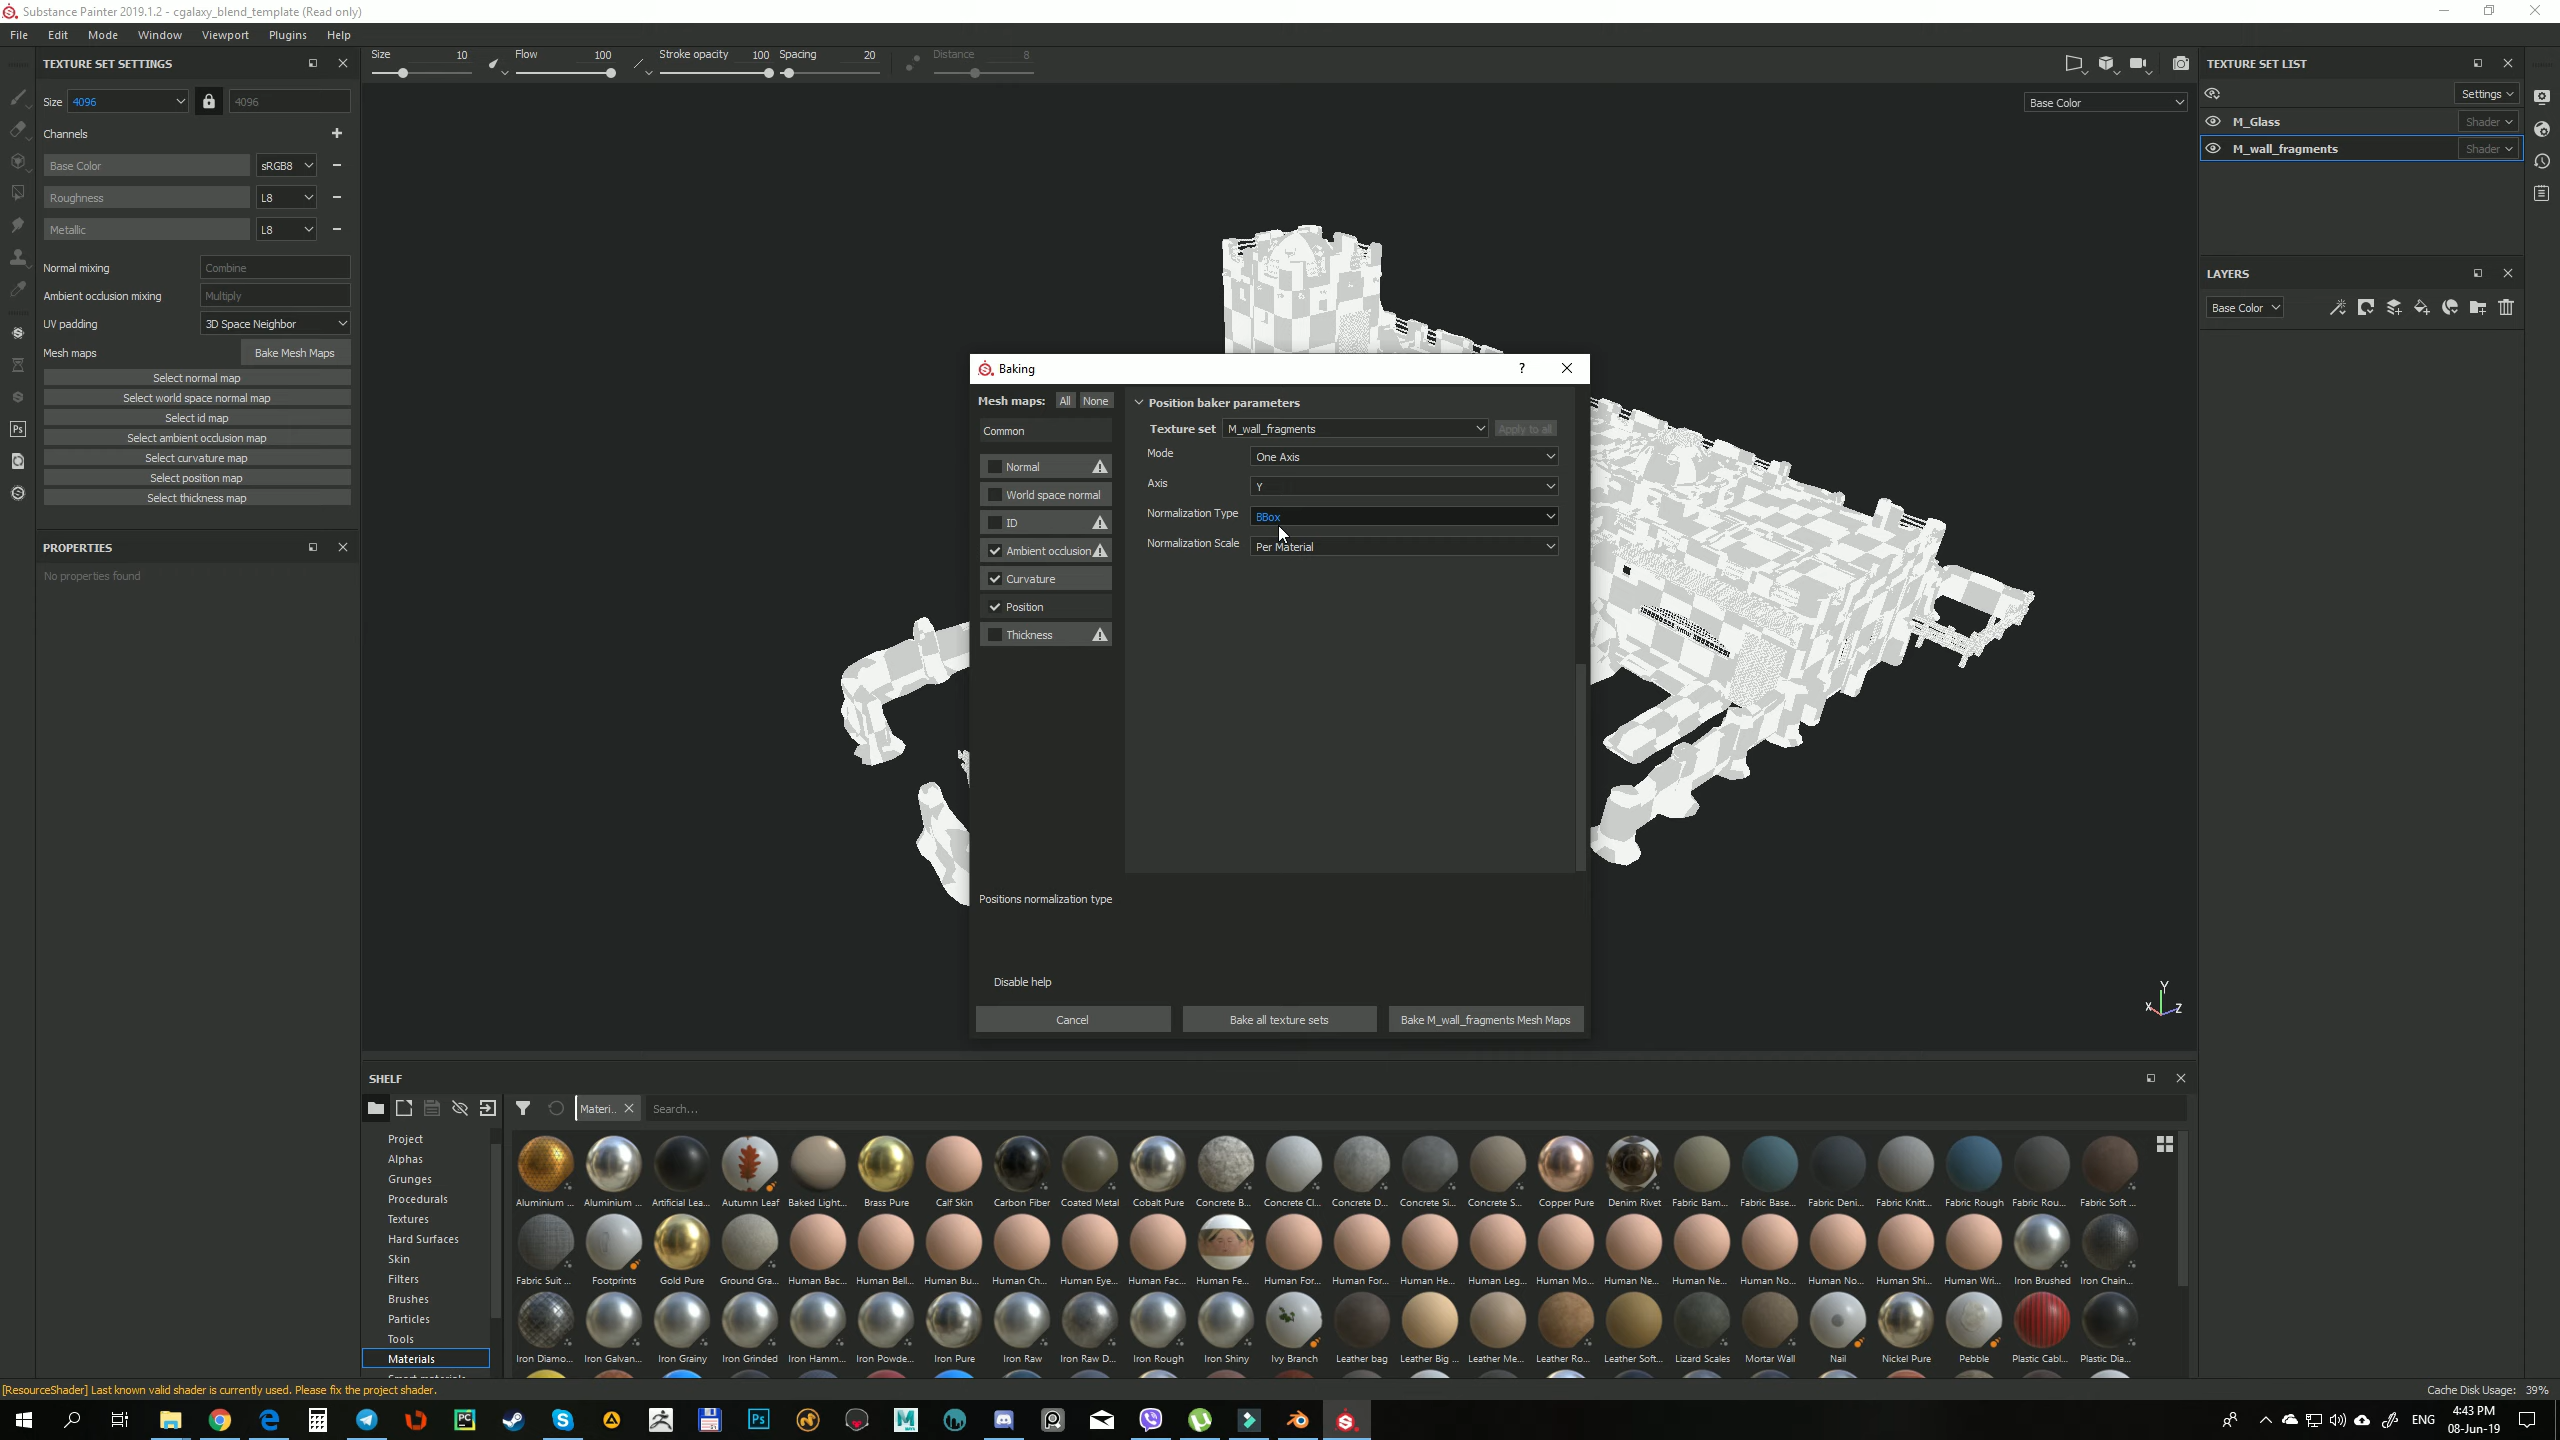 Substance Painter 2019.1.2 - cgalaxy_blend_template (Read only)
File Edit Mode Window Viewport Plugins Help
TEXTURE SET SETTINGS
Size 10 Flow 100 Stroke opacity 100 Spacing 20 Distance 8
TEXTURE SET LIST
Size 4096 4096
Base Color
Settings
Channels
M_Glass Shader
M_wall_fragments Shader
Base Color sRGB8
Roughness L8
Metallic L8
Normal mixing Combine
Ambient occlusion mixing Multiply
UV padding 3D Space Neighbor
Mesh maps Bake Mesh Maps
Select normal map
Select world space normal map
Select id map
Select ambient occlusion map
Select curvature map
Select position map
Select thickness map
PROPERTIES
No properties found
LAYERS
Base Color
Baking ?
Mesh maps: All None
Common
Normal
World space normal
ID
Ambient occlusion
Curvature
Position
Thickness
Position baker parameters
Texture set M_wall_fragments Apply to all
Mode One Axis
Axis Y
Normalization Type BBox
Normalization Scale Per Material
Positions normalization type
Disable help
Cancel Bake all texture sets Bake M_wall_fragments Mesh Maps
Y
X Z
SHELF
Materi.. Search...
Project
Alphas
Grunges
Procedurals
Textures
Hard Surfaces
Skin
Filters
Brushes
Particles
Tools
Materials
Aluminium ... Aluminium ... Artificial Lea... Autumn Leaf Baked Light... Brass Pure Calf Skin Carbon Fiber Coated Metal Cobalt Pure Concrete B... Concrete Cl... Concrete D... Concrete Si... Concrete S... Copper Pure Denim Rivet Fabric Bam... Fabric Base... Fabric Deni... Fabric Knitt... Fabric Rough Fabric Rou... Fabric Soft ...
Fabric Suit ... Footprints Gold Pure Ground Gra... Human Bac... Human Bell... Human Bu... Human Ch... Human Eye... Human Fac... Human Fe... Human For... Human For... Human He... Human Leg... Human Mo... Human Ne... Human Ne... Human No... Human No... Human Shi... Human Wri... Iron Brushed Iron Chain...
Iron Diamo... Iron Galvan... Iron Grainy Iron Grinded Iron Hamm... Iron Powde... Iron Pure Iron Raw Iron Raw D... Iron Rough Iron Shiny Ivy Branch Leather bag Leather Big ... Leather Me... Leather Ro... Leather Soft... Lizard Scales Mortar Wall Nail Nickel Pure Pebble Plastic Cabl... Plastic Dia...
[ResourceShader] Last known valid shader is currently used. Please fix the project shader.
Cache Disk Usage: 39%
ENG 4:43 PM
08-Jun-19